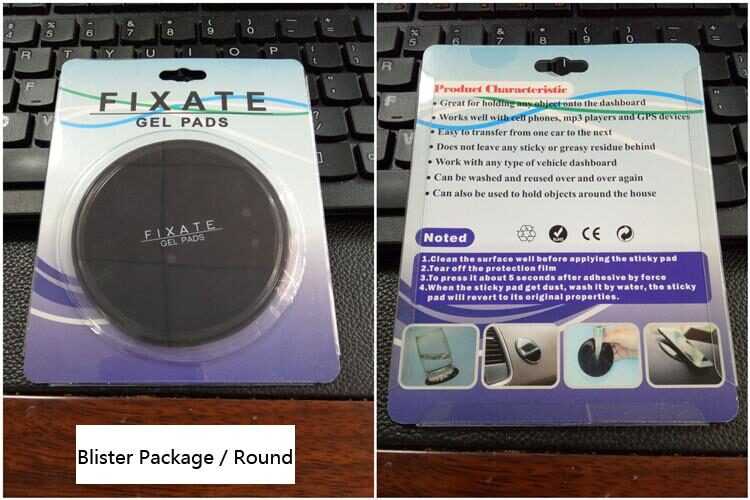 R T Y U I O P
FIXATE
GEL PADS
FIXATE
GEL PADS
Blister Package / Round
Product Characteristic
• Great for holding any object onto the dashboard
• Works well with cell phones, mp3 players and GPS devices
• Easy to transfer from one car to the next
• Does not leave any sticky or greasy residue behind
• Work with any type of vehicle dashboard
• Can be washed and reused over and over again
• Can also be used to hold objects around the house
Noted
CE
1.Clean the surface well before applying the sticky pad
2.Tear off the protection film
3.To press it about 5 seconds after adhesive by force
4.When the sticky pad get dust, wash it by water, the sticky
pad will revert to its original properties.